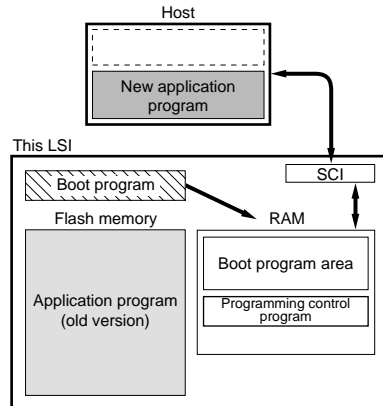 Host
New application
program
This LSI
SCI
Boot program
Flash memory
RAM
Boot program area
Application program
(old version)
Programming control
program